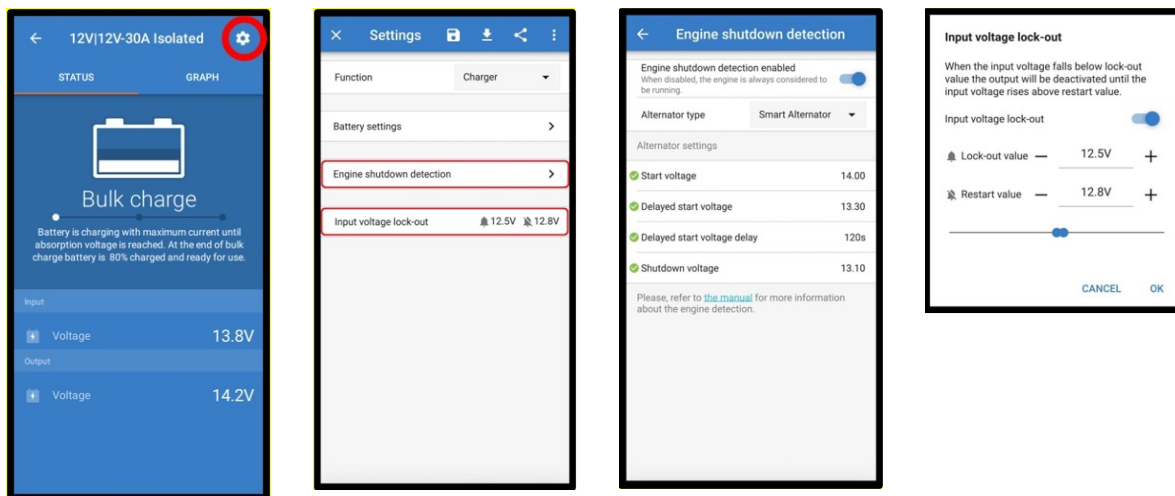 12V|12V-30A Isolated
STATUS
GRAPH
Bulk charge
Battery is charging with maximum current until
absorption voltage is reached. At the end of bulk
charge battery is 80% charged and ready for use.
Input
Voltage 13.8V
Output
Voltage 14.2V
Settings
Function Charger
Battery settings
Engine shutdown detection
Input voltage lock-out 12.5V 12.8V
Engine shutdown detection
Engine shutdown detection enabled
When disabled, the engine is always considered to
be running.
Alternator type Smart Alternator
Alternator settings
Start voltage 14.00
Delayed start voltage 13.30
Delayed start voltage delay 120s
Shutdown voltage 13.10
Please, refer to the manual for more information
about the engine detection.
Input voltage lock-out
When the input voltage falls below lock-out
value the output will be deactivated until the
input voltage rises above restart value.
Input voltage lock-out
Lock-out value — 12.5V +
Restart value — 12.8V +
CANCEL OK